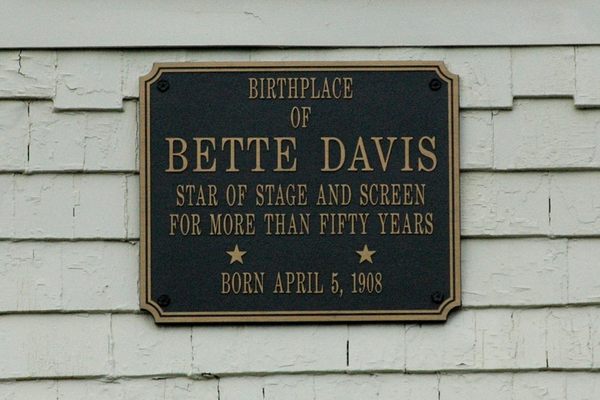 BIRTHPLACE
OF
BETTE DAVIS
STAR OF STAGE AND SCREEN
FOR MORE THAN FIFTY YEARS
BORN APRIL 5, 1908